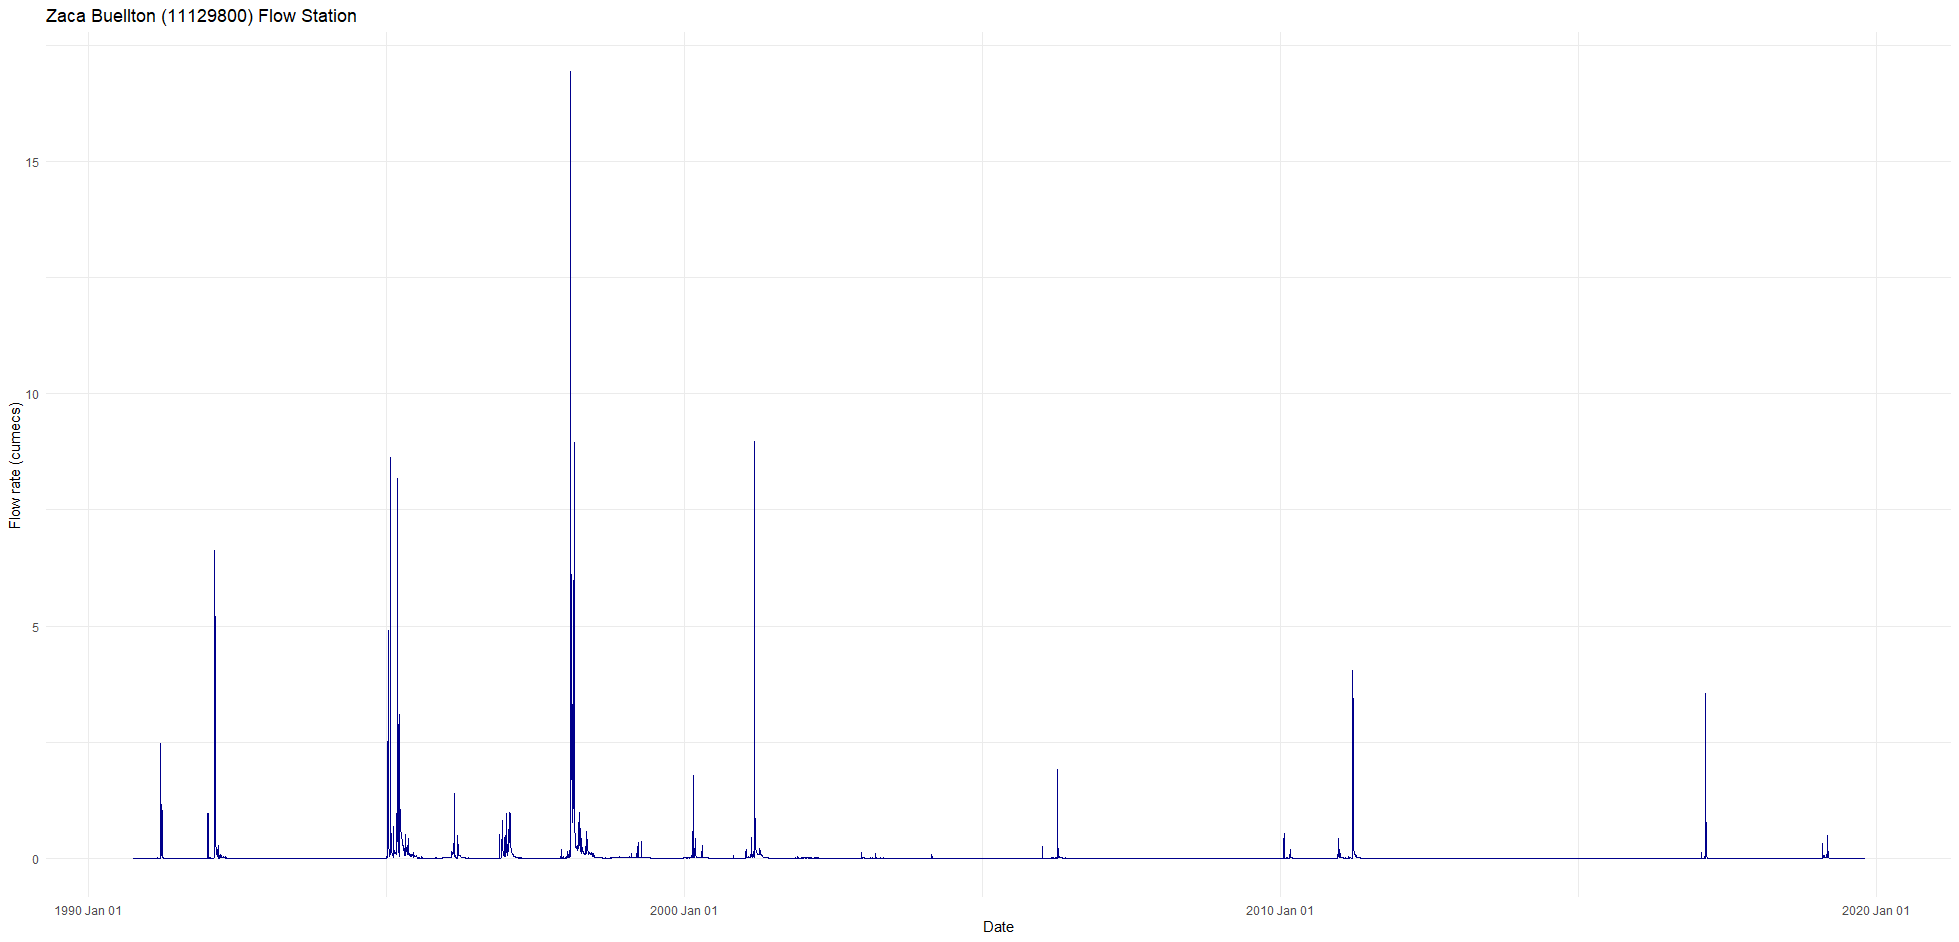 Zaca Buellton (11129800) Flow Station
Flow rate (cumecs)
15
10
5
0
1990 Jan 01
2000 Jan 01
2010 Jan 01
2020 Jan 01
Date